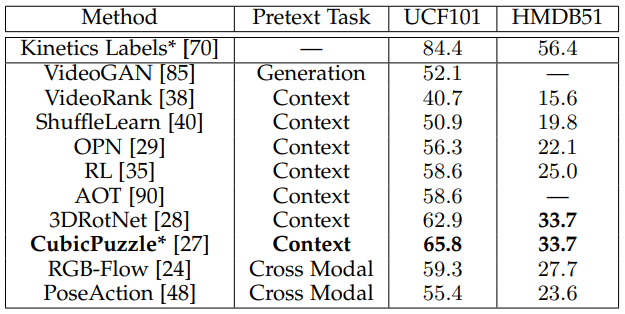 Method Pretext Task UCF101 HMDB51
Kinetics Labels* [70] — 84.4 56.4
VideoGAN [85] Generation 52.1 —
VideoRank [38] Context 40.7 15.6
ShuffleLearn [40] Context 50.9 19.8
OPN [29] Context 56.3 22.1
RL [35] Context 58.6 25.0
AOT [90] Context 58.6 —
3DRotNet [28] Context 62.9 33.7
CubicPuzzle* [27] Context 65.8 33.7
RGB-Flow [24] Cross Modal 59.3 27.7
PoseAction [48] Cross Modal 55.4 23.6